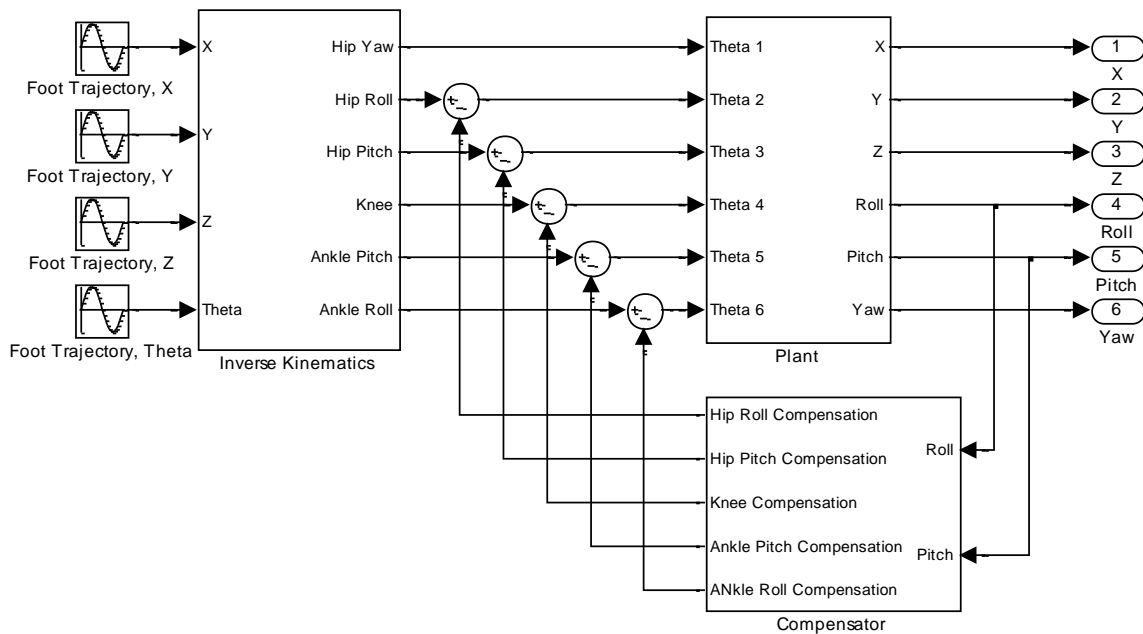 X
Foot Trajectory, X
Y
Foot Trajectory, Y
Z
Foot Trajectory, Z
Theta
Foot Trajectory, Theta
Hip Yaw
Hip Roll
Hip Pitch
Knee
Ankle Pitch
Ankle Roll
Inverse Kinematics
Theta 1
Theta 2
Theta 3
Theta 4
Theta 5
Theta 6
X
Y
Z
Roll
Pitch
Yaw
Plant
1
X
2
Y
3
Z
4
Roll
5
Pitch
6
Yaw
Hip Roll Compensation
Hip Pitch Compensation
Knee Compensation
Ankle Pitch Compensation
ANkle Roll Compensation
Roll
Pitch
Compensator